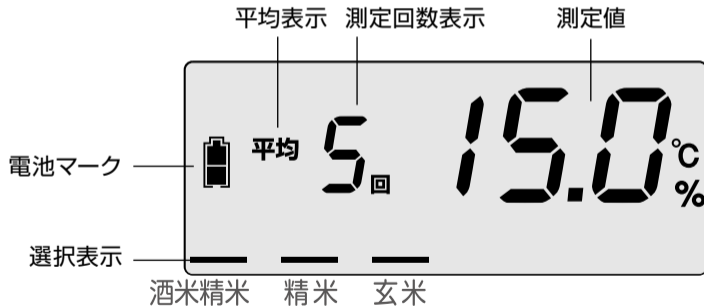 平均表示 測定回数表示 測定値
電池マーク 平均 5回 15.0 ℃
%
選択表示
酒米精米 精米 玄米